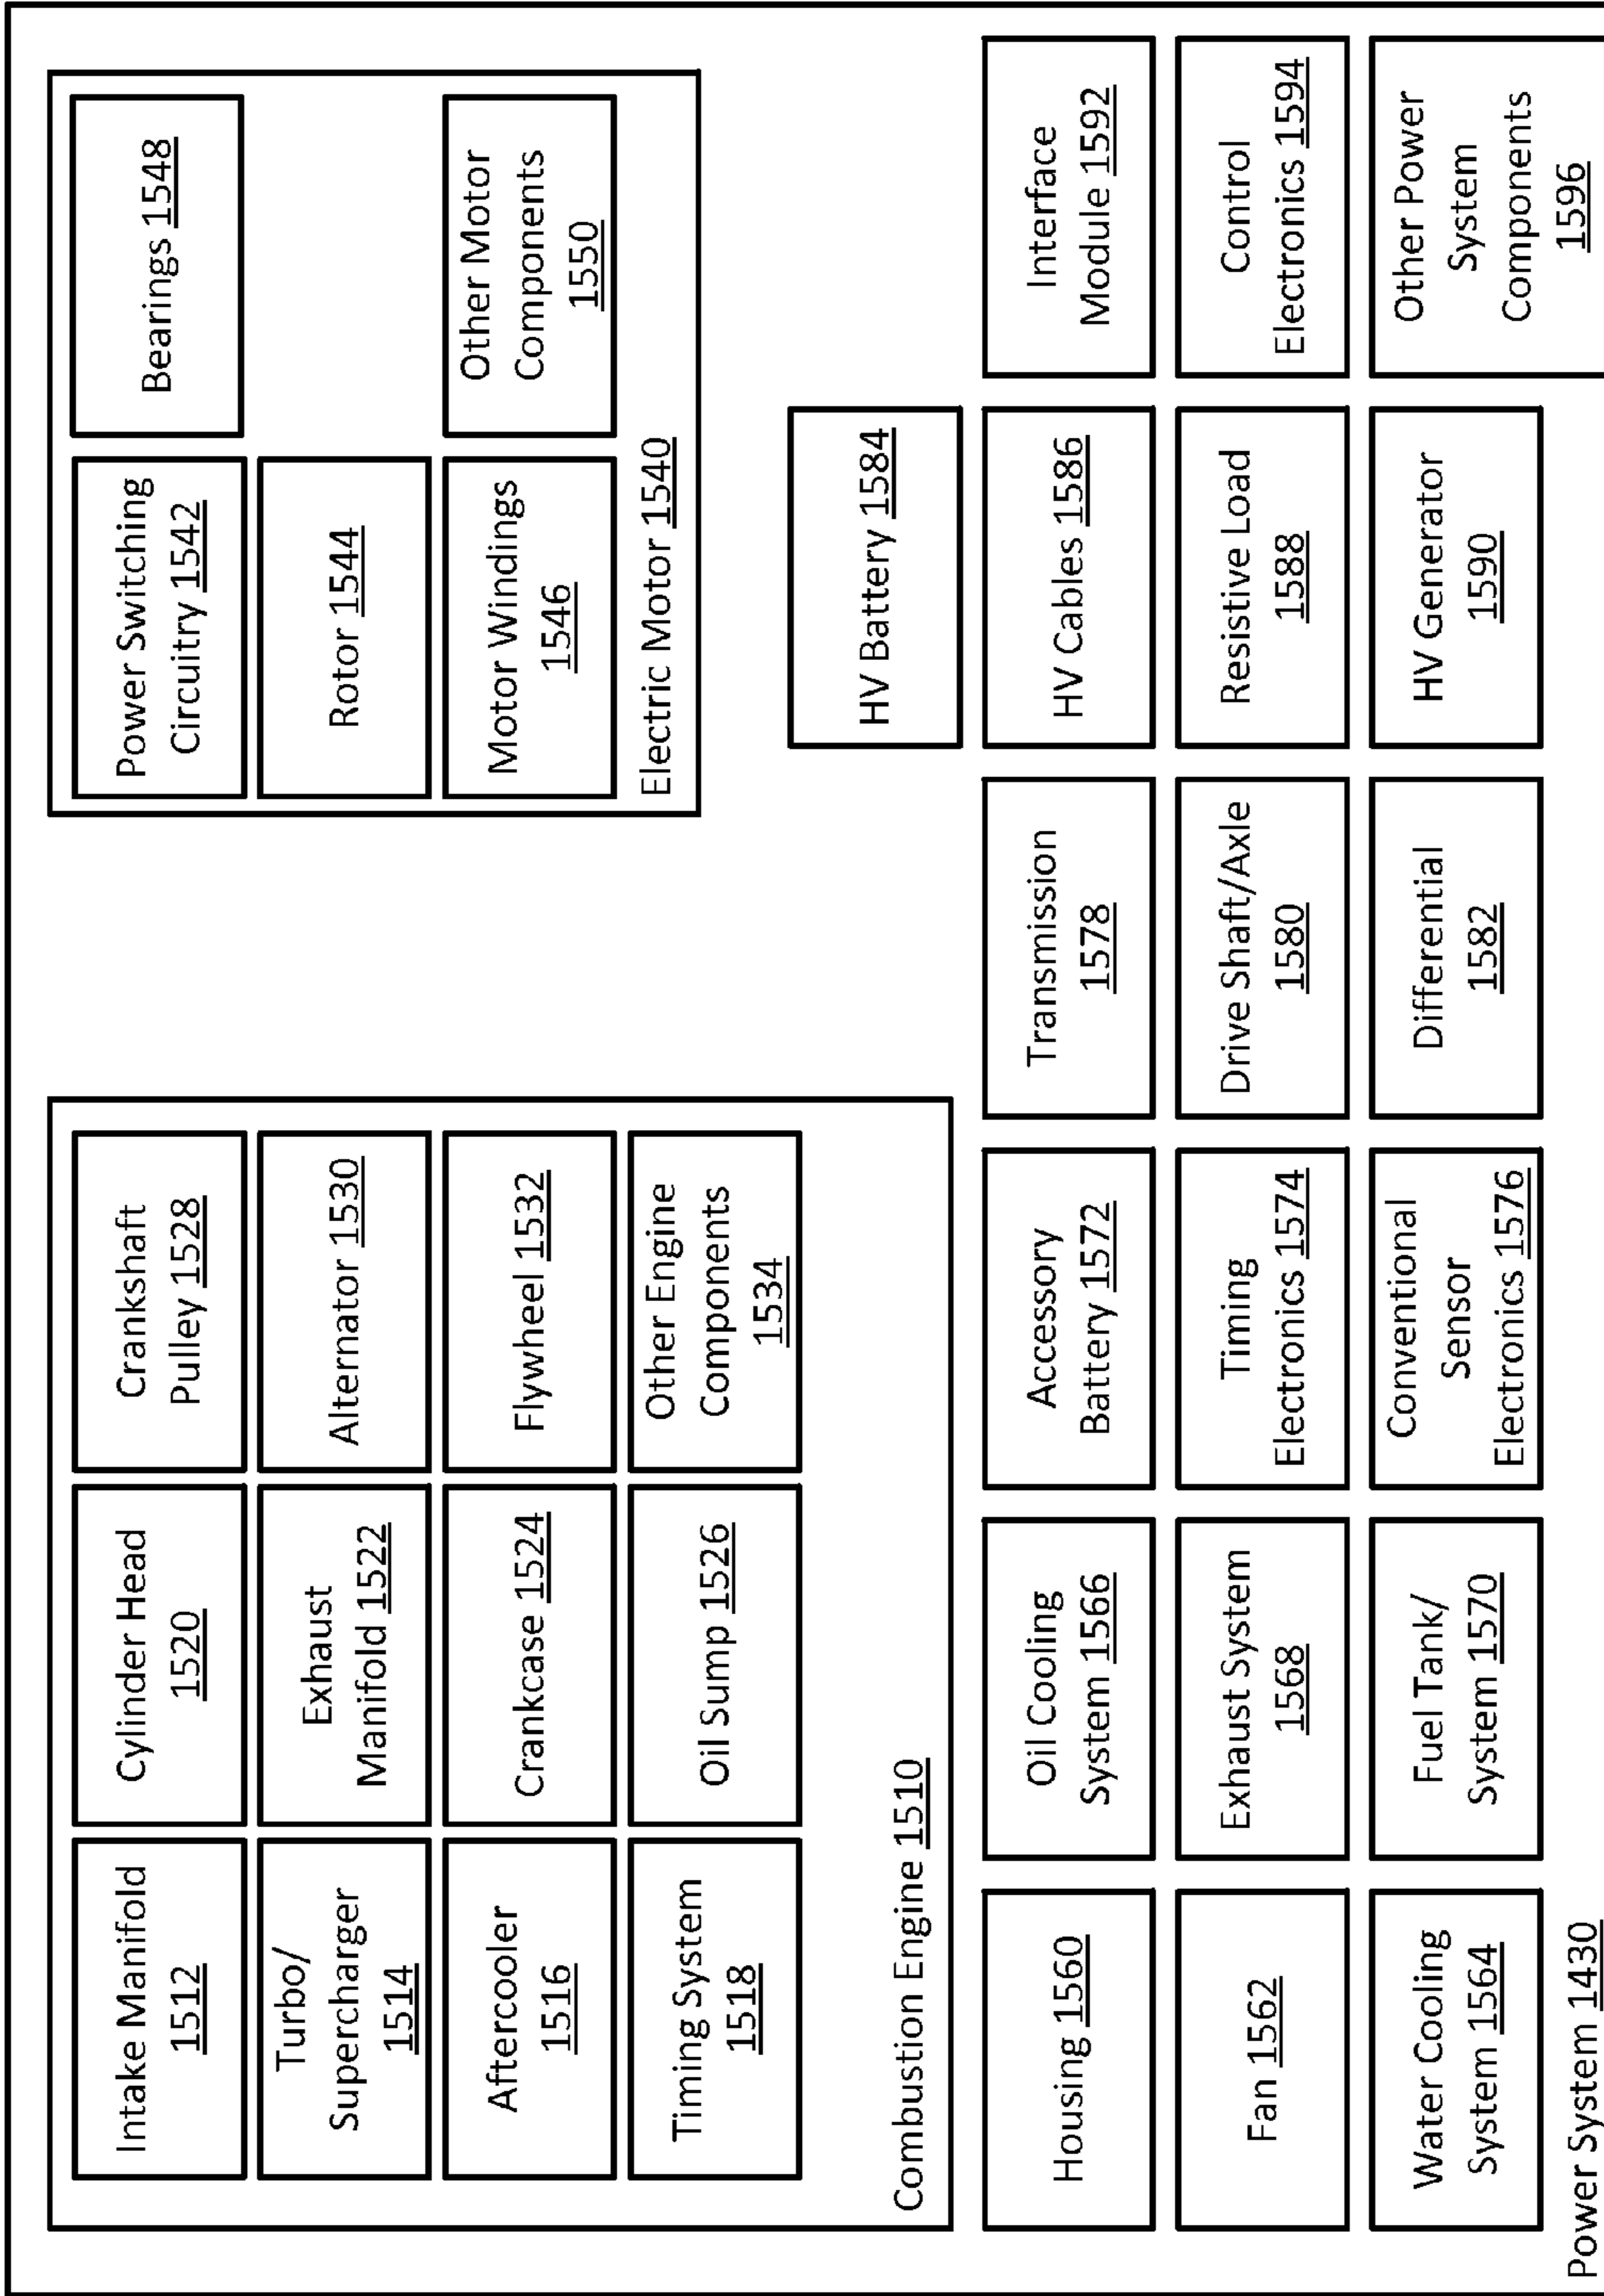 Intake Manifold
1512
Turbo/
Supercharger
1514
Aftercooler
1516
Timing System
1518
Cylinder Head
1520
Exhaust
Manifold 1522
Crankcase 1524
Oil Sump 1526
Crankshaft
Pulley 1528
Alternator 1530
Flywheel 1532
Other Engine
Components
1534
Combustion Engine 1510
Power Switching
Circuitry 1542
Rotor 1544
Motor Windings
1546
Bearings 1548
Other Motor
Components
1550
Electric Motor 1540
Housing 1560
Fan 1562
Water Cooling
System 1564
Oil Cooling
System 1566
Exhaust System
1568
Fuel Tank/
System 1570
Accessory
Battery 1572
Timing
Electronics 1574
Conventional
Sensor
Electronics 1576
Transmission
1578
Drive Shaft/Axle
1580
Differential
1582
HV Battery 1584
HV Cables 1586
Resistive Load
1588
HV Generator
1590
Interface
Module 1592
Control
Electronics 1594
Other Power
System
Components
1596
Power System 1430